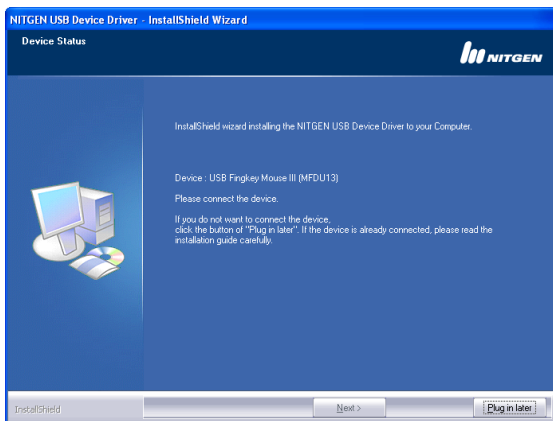 NITGEN USB Device Driver - InstallShield Wizard
Device Status
NITGEN
InstallShield wizard installing the NITGEN USB Device Driver to your Computer.
Device : USB Fingkey Mouse III (MFDU13)
Please connect the device.
If you do not want to connect the device,
click the button of "Plug in later". If the device is already connected, please read the
installation guide carefully.
InstallShield
Next >
Plug in later